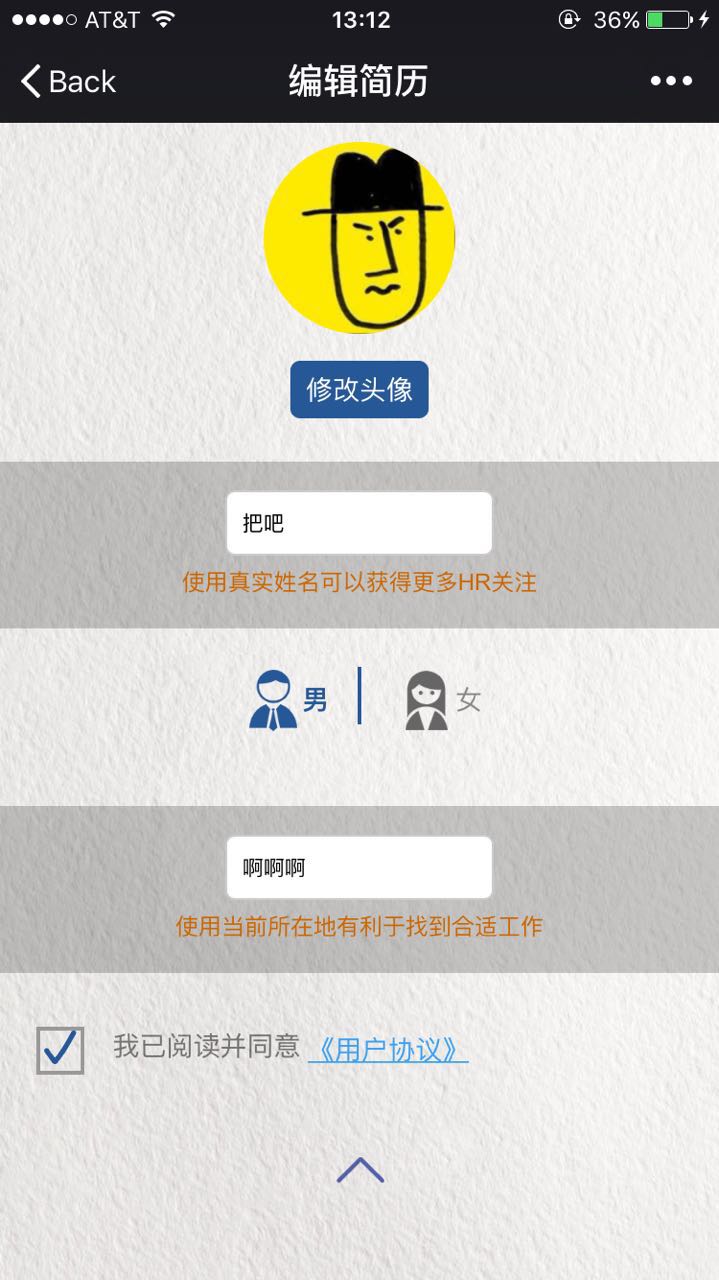 AT&T 13:12 36%
Back 编辑简历
修改头像
把吧
使用真实姓名可以获得更多HR关注
男 女
啊啊啊
使用当前所在地有利于找到合适工作
我已阅读并同意 《用户协议》